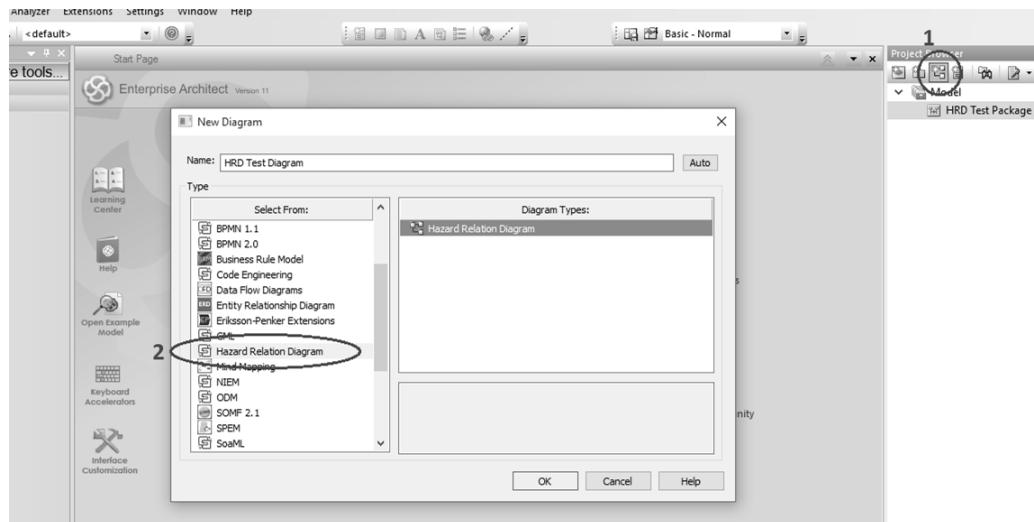 Analyzer Extensions Settings Window Help
<default>
Basic - Normal
1
Start Page
Project Browser
e tools...
Enterprise Architect Version 11
Model
HRD Test Package
New Diagram
Name: HRD Test Diagram Auto
Type
Select From:
Diagram Types:
BPMN 1.1
Hazard Relation Diagram
BPMN 2.0
Business Rule Model
Code Engineering
Data Flow Diagrams
Entity Relationship Diagram
Eriksson-Penker Extensions
GML
2
Hazard Relation Diagram
Mind Mapping
NIEM
ODM
SOMF 2.1
SPEM
SoaML
Learning
Center
Help
Open Example
Model
Keyboard
Accelerators
Interface
Customization
s
nity
OK Cancel Help